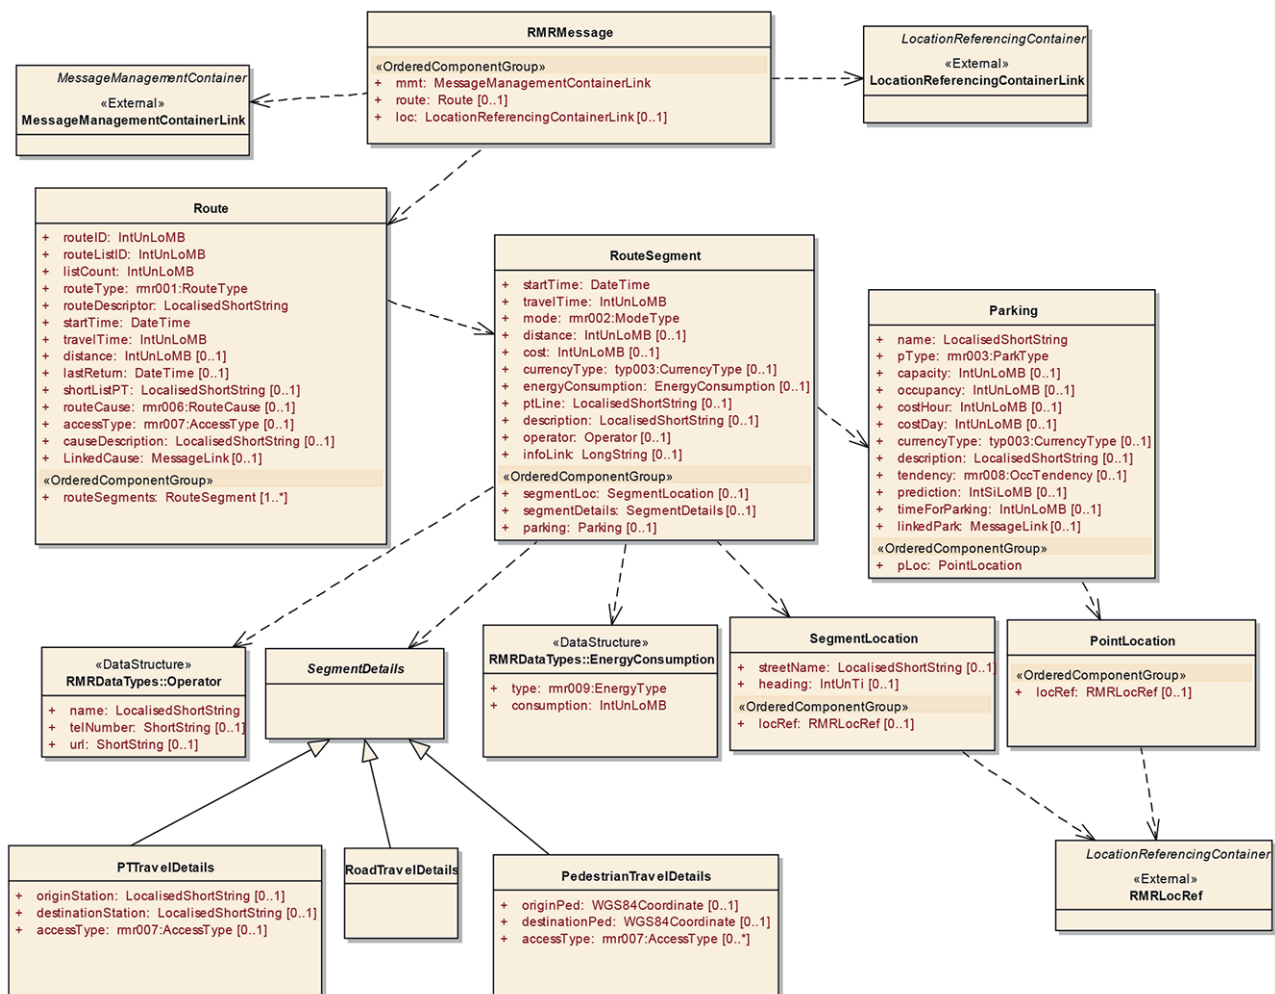 RMRMessage
«OrderedComponentGroup»
+ mmt: MessageManagementContainerLink
+ route: Route [0..1]
+ loc: LocationReferencingContainerLink [0..1]
LocationReferencingContainer
«External»
LocationReferencingContainerLink
MessageManagementContainer
«External»
MessageManagementContainerLink
Route
+ routeID: IntUnLoMB
+ routeListID: IntUnLoMB
+ listCount: IntUnLoMB
+ routeType: rmr001:RouteType
+ routeDescriptor: LocalisedShortString
+ startTime: DateTime
+ travelTime: IntUnLoMB
+ distance: IntUnLoMB [0..1]
+ lastReturn: DateTime [0..1]
+ shortListPT: LocalisedShortString [0..1]
+ routeCause: rmr006:RouteCause [0..1]
+ accessType: rmr007:AccessType [0..1]
+ causeDescription: LocalisedShortString [0..1]
+ LinkedCause: MessageLink [0..1]
«OrderedComponentGroup»
+ routeSegments: RouteSegment [1..*]
RouteSegment
+ startTime: DateTime
+ travelTime: IntUnLoMB
+ mode: rmr002:ModeType
+ distance: IntUnLoMB [0..1]
+ cost: IntUnLoMB [0..1]
+ currencyType: typ003:CurrencyType [0..1]
+ energyConsumption: EnergyConsumption [0..1]
+ ptLine: LocalisedShortString [0..1]
+ description: LocalisedShortString [0..1]
+ operator: Operator [0..1]
+ infoLink: LongString [0..1]
«OrderedComponentGroup»
+ segmentLoc: SegmentLocation [0..1]
+ segmentDetails: SegmentDetails [0..1]
+ parking: Parking [0..1]
Parking
+ name: LocalisedShortString
+ pType: rmr003:ParkType
+ capacity: IntUnLoMB [0..1]
+ occupancy: IntUnLoMB [0..1]
+ costHour: IntUnLoMB [0..1]
+ costDay: IntUnLoMB [0..1]
+ currencyType: typ003:CurrencyType [0..1]
+ description: LocalisedShortString [0..1]
+ tendency: rmr008:OccTendency [0..1]
+ prediction: IntSiLoMB [0..1]
+ timeForParking: IntUnLoMB [0..1]
+ linkedPark: MessageLink [0..1]
«OrderedComponentGroup»
+ pLoc: PointLocation
«DataStructure»
RMRDataTypes::Operator
+ name: LocalisedShortString
+ telNumber: ShortString [0..1]
+ url: ShortString [0..1]
SegmentDetails
«DataStructure»
RMRDataTypes::EnergyConsumption
+ type: rmr009:EnergyType
+ consumption: IntUnLoMB
SegmentLocation
+ streetName: LocalisedShortString [0..1]
+ heading: IntUnTi [0..1]
«OrderedComponentGroup»
+ locRef: RMRLocRef [0..1]
PointLocation
«OrderedComponentGroup»
+ locRef: RMRLocRef [0..1]
PTTravelDetails
+ originStation: LocalisedShortString [0..1]
+ destinationStation: LocalisedShortString [0..1]
+ accessType: rmr007:AccessType [0..1]
RoadTravelDetails
PedestrianTravelDetails
+ originPed: WGS84Coordinate [0..1]
+ destinationPed: WGS84Coordinate [0..1]
+ accessType: rmr007:AccessType [0..*]
LocationReferencingContainer
«External»
RMRLocRef